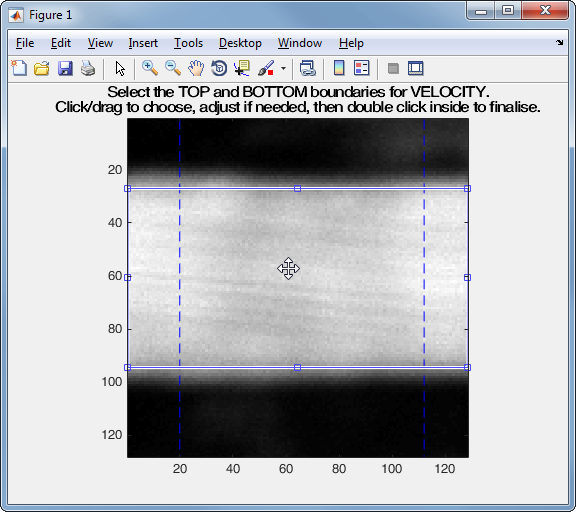 Figure 1
File Edit View Insert Tools Desktop Window Help
Select the TOP and BOTTOM boundaries for VELOCITY.
Click/drag to choose, adjust if needed, then double click inside to finalise.
20
40
60
80
100
120
20 40 60 80 100 120